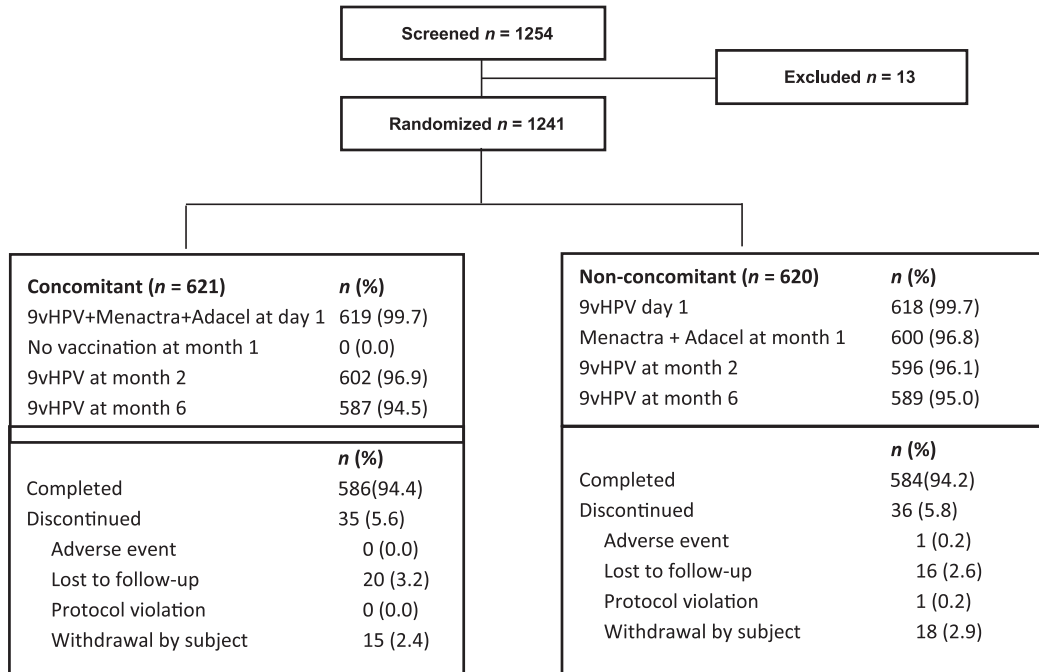 Screened n = 1254
Excluded n = 13
Randomized n = 1241
Concomitant (n = 621) n (%)
9vHPV+Menactra+Adacel at day 1 619 (99.7)
No vaccination at month 1 0 (0.0)
9vHPV at month 2 602 (96.9)
9vHPV at month 6 587 (94.5)
n (%)
Completed 586(94.4)
Discontinued 35 (5.6)
Adverse event 0 (0.0)
Lost to follow-up 20 (3.2)
Protocol violation 0 (0.0)
Withdrawal by subject 15 (2.4)
Non-concomitant (n = 620) n (%)
9vHPV day 1 618 (99.7)
Menactra + Adacel at month 1 600 (96.8)
9vHPV at month 2 596 (96.1)
9vHPV at month 6 589 (95.0)
n (%)
Completed 584(94.2)
Discontinued 36 (5.8)
Adverse event 1 (0.2)
Lost to follow-up 16 (2.6)
Protocol violation 1 (0.2)
Withdrawal by subject 18 (2.9)